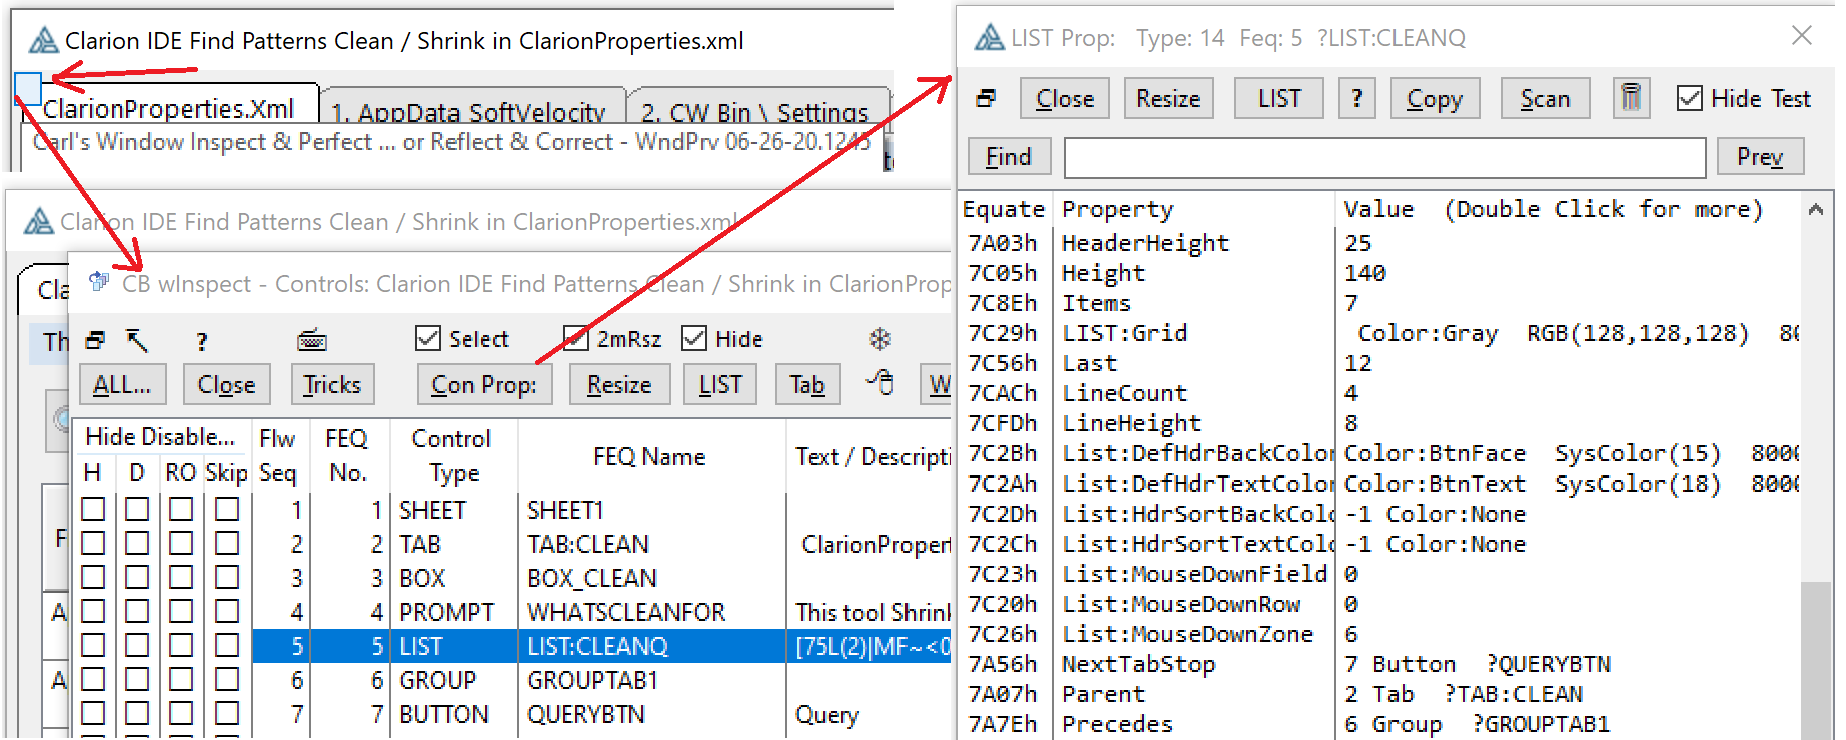 Clarion IDE Find Patterns Clean / Shrink in ClarionProperties.xml
ClarionProperties.Xml
1. AppData SoftVelocity
2. CW Bin \ Settings
Carl's Window Inspect & Perfect ... or Reflect & Correct - WndPrv 06-26-20.1245
Clarion IDE Find Patterns Clean / Shrink in ClarionProperties.xml
Cla
Th
CB wInspect - Controls: Clarion IDE Find Patterns Clean / Shrink in ClarionProp
? Select 2mRsz Hide
ALL... Close Tricks Con Prop: Resize LIST Tab W
Hide Disable... Flw FEQ Control FEQ Name Text / Descripti
H D RO Skip Seq No. Type
1 1 SHEET SHEET1
2 2 TAB TAB:CLEAN ClarionPropert
3 3 BOX BOX_CLEAN
4 4 PROMPT WHATSCLEANFOR This tool Shrink
5 5 LIST LIST:CLEANQ [75L(2)|MF~<0
6 6 GROUP GROUPTAB1
7 7 BUTTON QUERYBTN Query
F
A
A
LIST Prop: Type: 14 Feq: 5 ?LIST:CLEANQ
Close Resize LIST ? Copy Scan Hide Test
Find Prev
Equate Property Value (Double Click for more)
7A03h HeaderHeight 25
7C05h Height 140
7C8Eh Items 7
7C29h LIST:Grid Color:Gray RGB(128,128,128) 80
7C56h Last 12
7CACh LineCount 4
7CFDh LineHeight 8
7C2Bh List:DefHdrBackColor Color:BtnFace SysColor(15) 8000
7C2Ah List:DefHdrTextColor Color:BtnText SysColor(18) 8000
7C2Dh List:HdrSortBackColo -1 Color:None
7C2Ch List:HdrSortTextColo -1 Color:None
7C23h List:MouseDownField 0
7C20h List:MouseDownRow 0
7C26h List:MouseDownZone 6
7A56h NextTabStop 7 Button ?QUERYBTN
7A07h Parent 2 Tab ?TAB:CLEAN
7A7Eh Precedes 6 Group ?GROUPTAB1